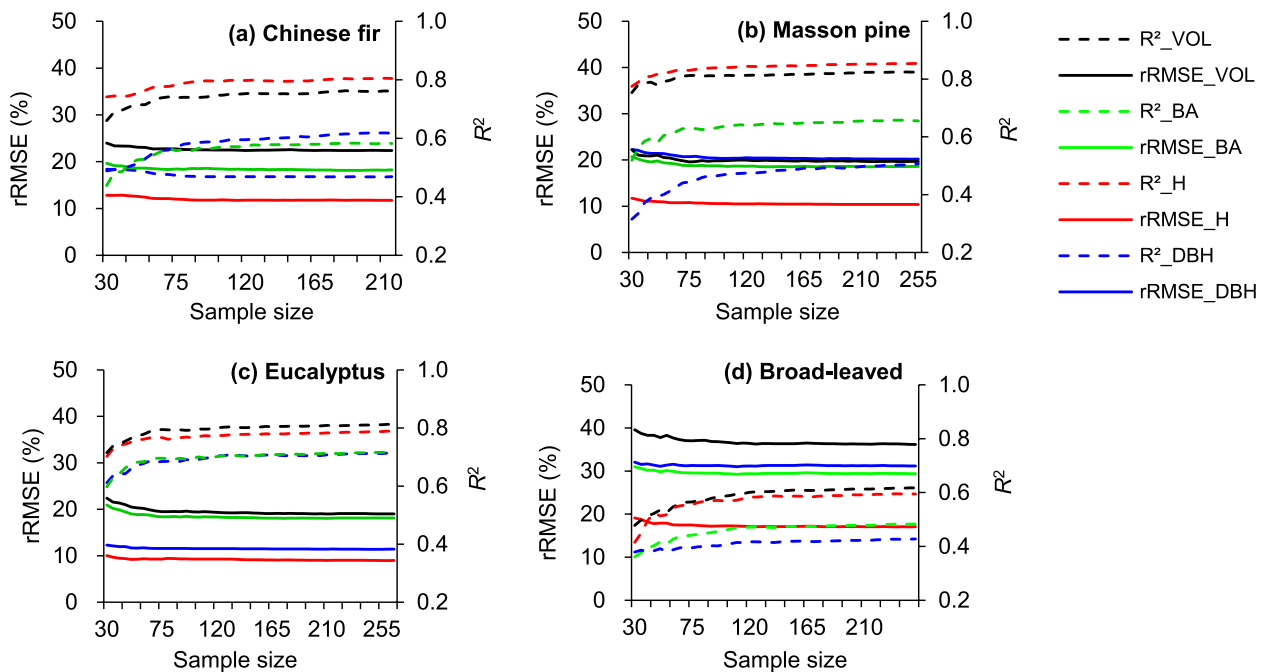 (a) Chinese fir
50
40
30
20
10
0
rRMSE (%)
1.0
0.8
0.6
0.4
0.2
R²
30 75 120 165 210
Sample size
(b) Masson pine
50
40
30
20
10
0
rRMSE (%)
1.0
0.8
0.6
0.4
0.2
R²
30 75 120 165 210 255
Sample size
R²_VOL
rRMSE_VOL
R²_BA
rRMSE_BA
R²_H
rRMSE_H
R²_DBH
rRMSE_DBH
(c) Eucalyptus
50
40
30
20
10
0
rRMSE (%)
1.0
0.8
0.6
0.4
0.2
R²
30 75 120 165 210 255
Sample size
(d) Broad-leaved
50
40
30
20
10
0
rRMSE (%)
1.0
0.8
0.6
0.4
0.2
R²
30 75 120 165 210
Sample size